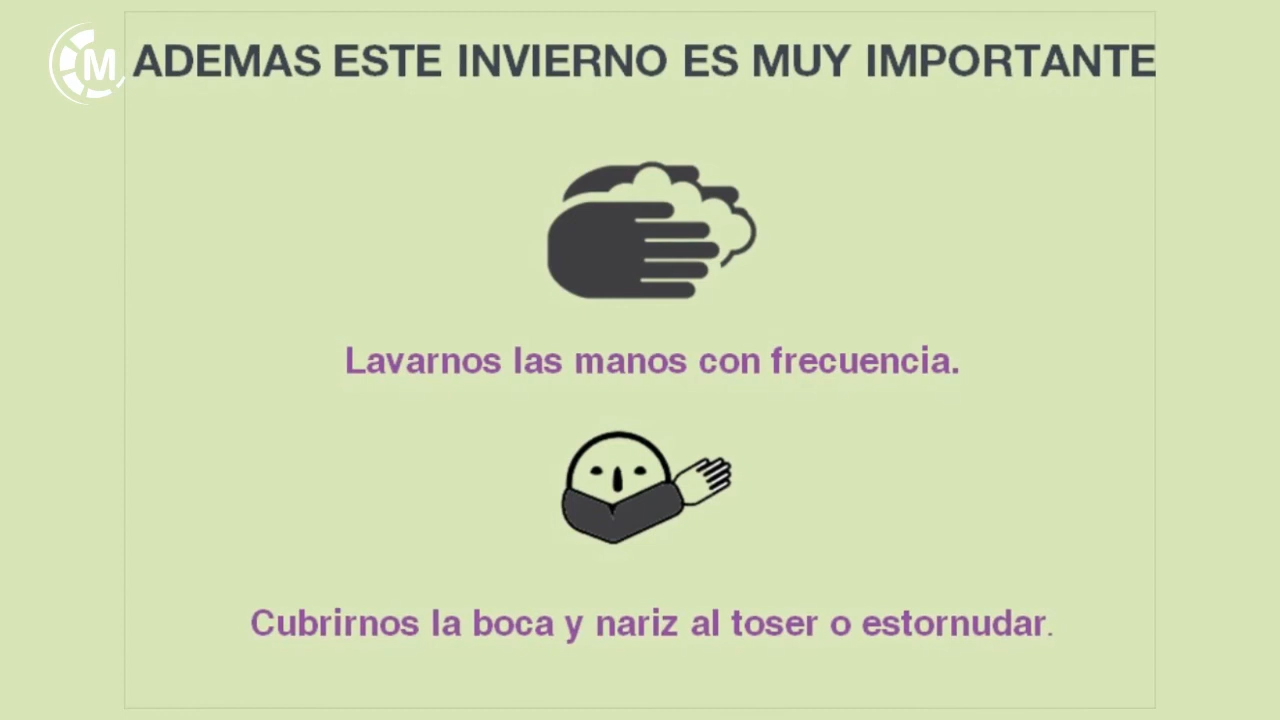 M
ADEMAS ESTE INVIERNO ES MUY IMPORTANTE
Lavarnos las manos con frecuencia.
Cubrirnos la boca y nariz al toser o estornudar.